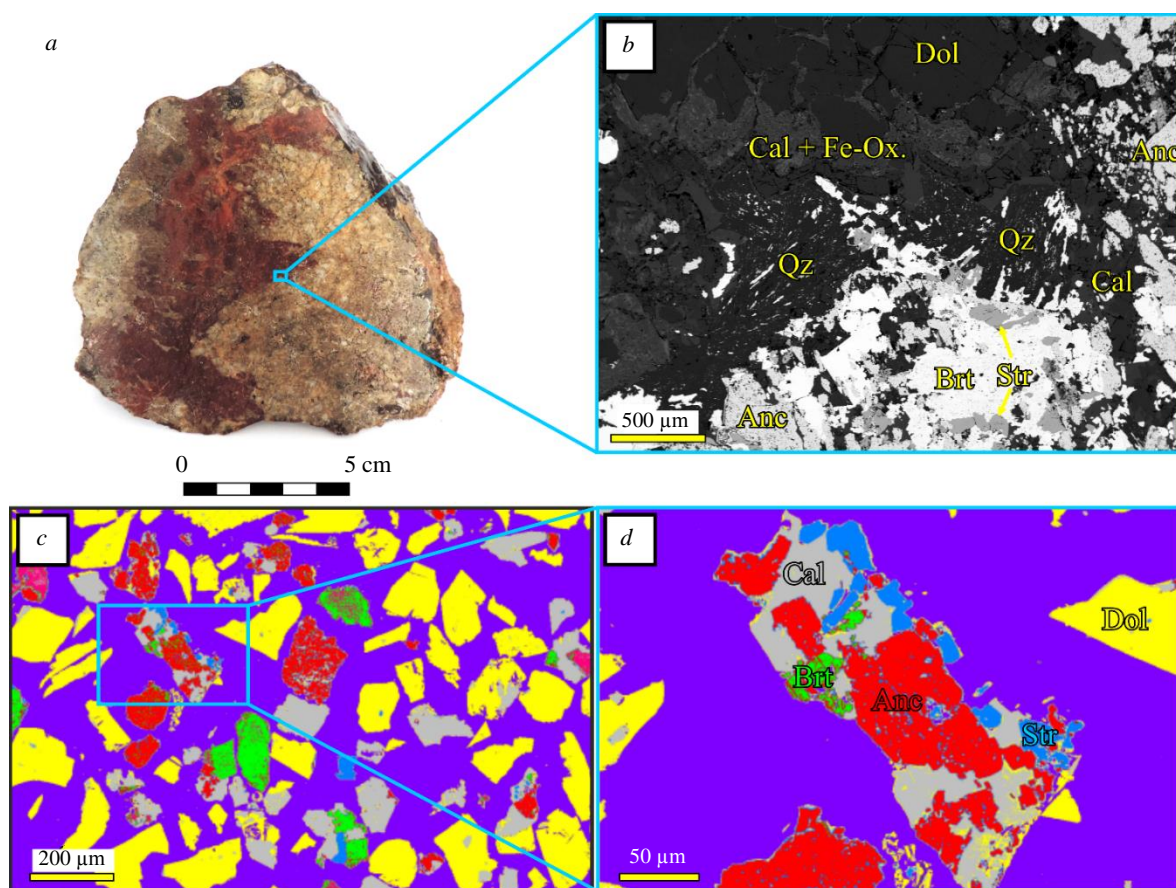 a
b
Dol
Cal + Fe-Ox.
Anc
Qz
Qz
Cal
Brt
Str
Anc
500 µm
0
5 cm
c
d
Cal
Dol
Brt
Anc
Str
200 µm
50 µm